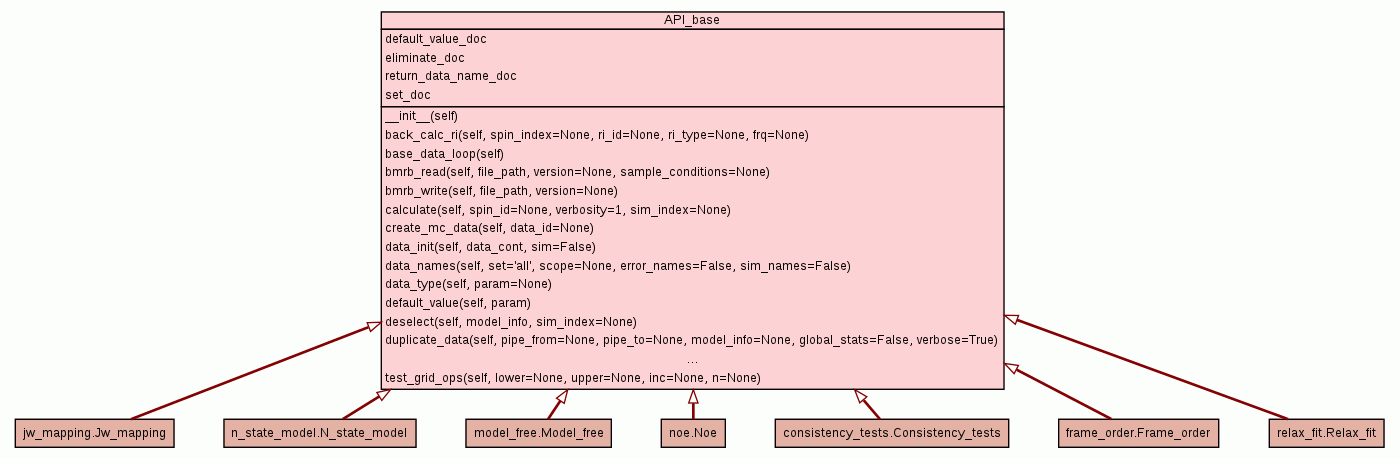 API_base
default_value_doc
eliminate_doc
return_data_name_doc
set_doc
__init__(self)
back_calc_ri(self, spin_index=None, ri_id=None, ri_type=None, frq=None)
base_data_loop(self)
bmrb_read(self, file_path, version=None, sample_conditions=None)
bmrb_write(self, file_path, version=None)
calculate(self, spin_id=None, verbosity=1, sim_index=None)
create_mc_data(self, data_id=None)
data_init(self, data_cont, sim=False)
data_names(self, set='all', scope=None, error_names=False, sim_names=False)
data_type(self, param=None)
default_value(self, param)
deselect(self, model_info, sim_index=None)
duplicate_data(self, pipe_from=None, pipe_to=None, model_info=None, global_stats=False, verbose=True)
...
test_grid_ops(self, lower=None, upper=None, inc=None, n=None)
jw_mapping.Jw_mapping
n_state_model.N_state_model
model_free.Model_free
noe.Noe
consistency_tests.Consistency_tests
frame_order.Frame_order
relax_fit.Relax_fit